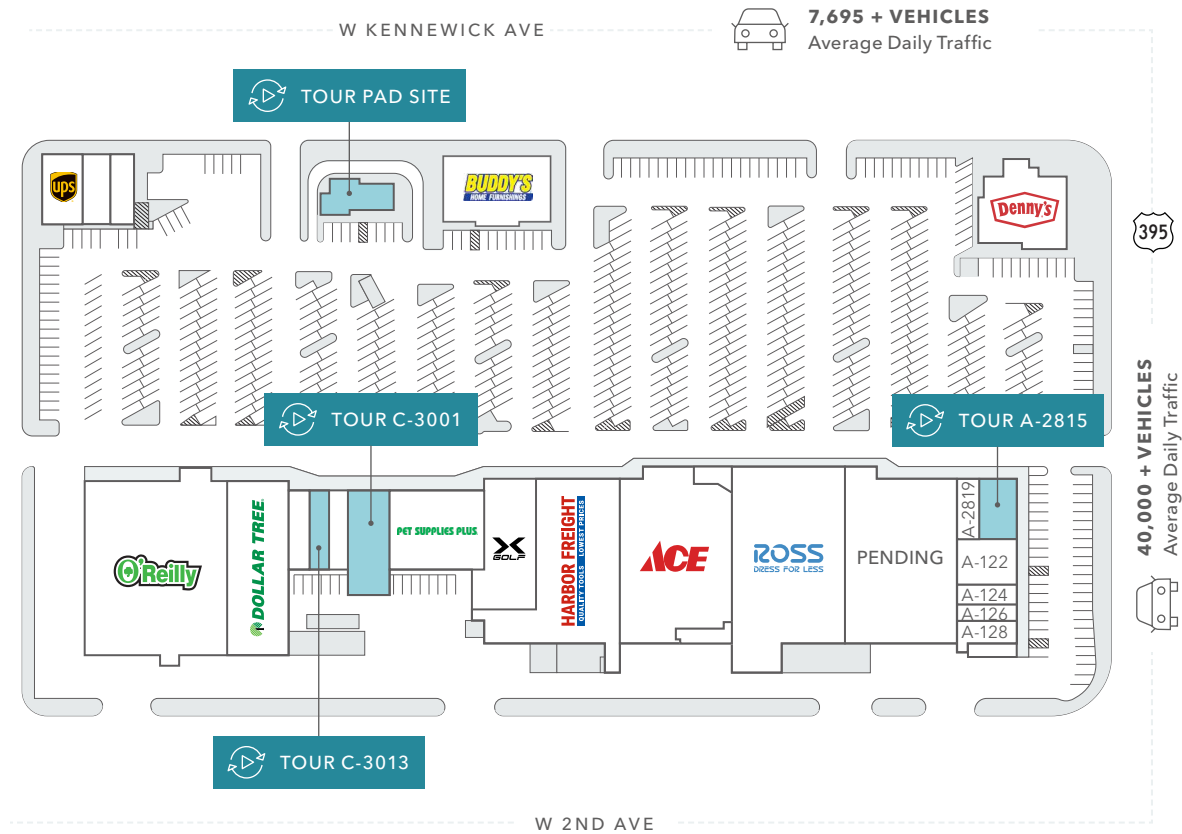 W KENNEWICK AVE
7,695 + VEHICLES
Average Daily Traffic
TOUR PAD SITE
ups
BUDDY'S
HOME FURNISHINGS
Denny's
395
40,000 + VEHICLES
Average Daily Traffic
TOUR C-3001
TOUR A-2815
O'Reilly
DOLLAR TREE
PET SUPPLIES PLUS
X
GOLF
HARBOR FREIGHT
QUALITY TOOLS LOWEST PRICES
ACE
ROSS
DRESS FOR LESS
PENDING
A-2819
A-122
A-124
A-126
A-128
TOUR C-3013
W 2ND AVE